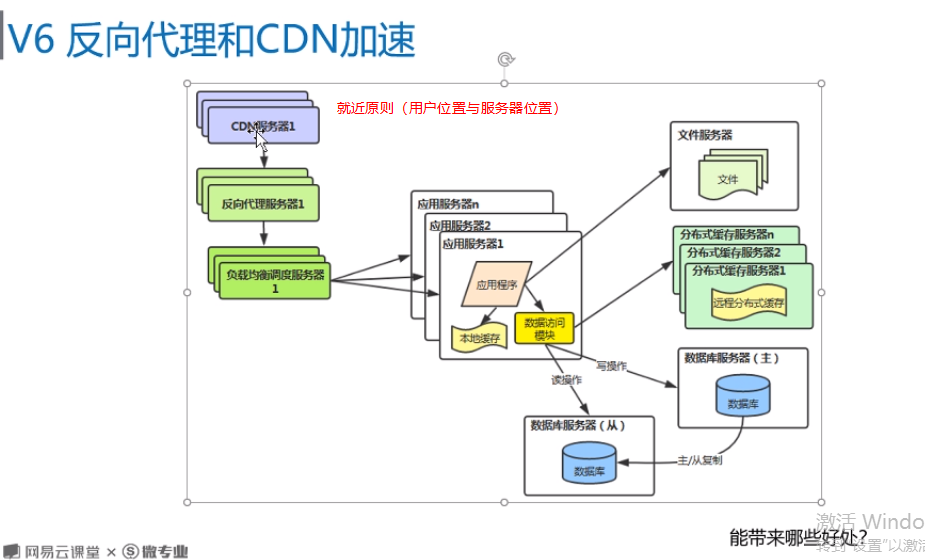 V6 反向代理和CDN加速
就近原则（用户位置与服务器位置）
CDN服务器1
反向代理服务器1
负载均衡调度服务器
1
应用服务器n
应用服务器2
应用服务器1
应用程序
本地缓存
数据访问
模块
文件服务器
文件
分布式缓存服务器n
分布式缓存服务器2
分布式缓存服务器1
远程分布式缓存
写操作
读操作
数据库服务器（主）
数据库
数据库服务器（从）
数据库
主/从复制
能带来哪些好处?
激活 Windo
转到"设置"以激
网易云课堂 × S 微专业